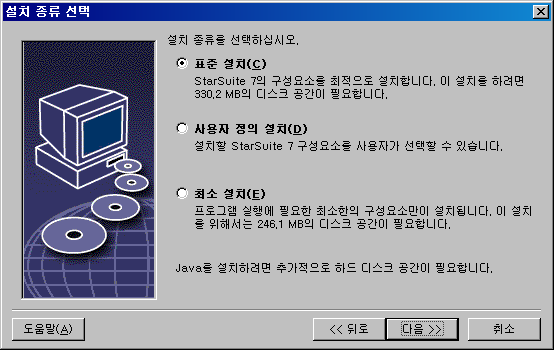 설치 종류 선택
설치 종류를 선택하십시오.
표준 설치(C)
StarSuite 7의 구성요소를 최적으로 설치합니다. 이 설치를 하려면
330,2 MB의 디스크 공간이 필요합니다.
사용자 정의 설치(D)
설치할 StarSuite 7 구성요소를 사용자가 선택할 수 있습니다.
최소 설치(E)
프로그램 실행에 필요한 최소한의 구성요소만이 설치됩니다. 이 설치
를 위해서는 246,1 MB의 디스크 공간이 필요합니다.
Java를 설치하려면 추가적으로 하드 디스크 공간이 필요합니다.
도움말(A)
<< 뒤로
다음 >>
취소